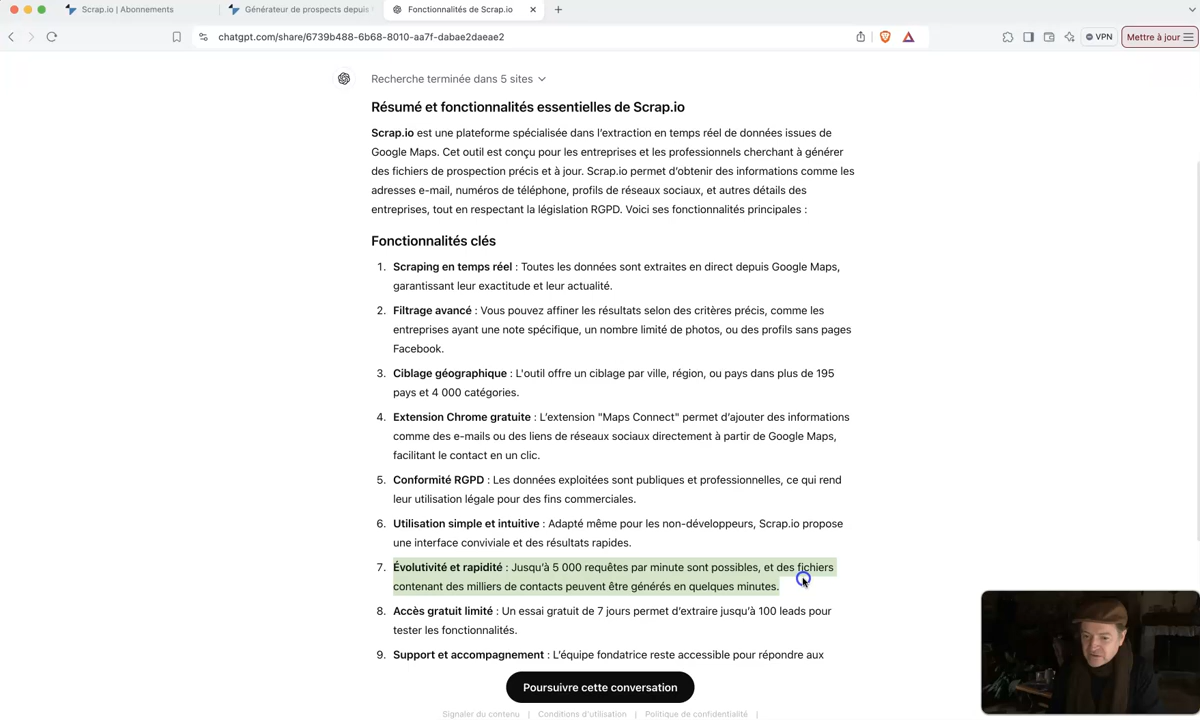 Scrap.io | Abonnements
Générateur de prospects depuis
Fonctionnalités de Scrap.io
chatgpt.com/share/6739b488-6b68-8010-aa7f-dabae2daeae2
VPN
Mettre à jour
Recherche terminée dans 5 sites
Résumé et fonctionnalités essentielles de Scrap.io
Scrap.io est une plateforme spécialisée dans l'extraction en temps réel de données issues de
Google Maps. Cet outil est conçu pour les entreprises et les professionnels cherchant à générer
des fichiers de prospection précis et à jour. Scrap.io permet d'obtenir des informations comme les
adresses e-mail, numéros de téléphone, profils de réseaux sociaux, et autres détails des
entreprises, tout en respectant la législation RGPD. Voici ses fonctionnalités principales :
Fonctionnalités clés
1. Scraping en temps réel : Toutes les données sont extraites en direct depuis Google Maps,
garantissant leur exactitude et leur actualité.
2. Filtrage avancé : Vous pouvez affiner les résultats selon des critères précis, comme les
entreprises ayant une note spécifique, un nombre limité de photos, ou des profils sans pages
Facebook.
3. Ciblage géographique : L'outil offre un ciblage par ville, région, ou pays dans plus de 195
pays et 4 000 catégories.
4. Extension Chrome gratuite : L'extension "Maps Connect" permet d'ajouter des informations
comme des e-mails ou des liens de réseaux sociaux directement à partir de Google Maps,
facilitant le contact en un clic.
5. Conformité RGPD : Les données exploitées sont publiques et professionnelles, ce qui rend
leur utilisation légale pour des fins commerciales.
6. Utilisation simple et intuitive : Adapté même pour les non-développeurs, Scrap.io propose
une interface conviviale et des résultats rapides.
7. Évolutivité et rapidité : Jusqu'à 5 000 requêtes par minute sont possibles, et des fichiers
contenant des milliers de contacts peuvent être générés en quelques minutes.
8. Accès gratuit limité : Un essai gratuit de 7 jours permet d'extraire jusqu'à 100 leads pour
tester les fonctionnalités.
9. Support et accompagnement : L'équipe fondatrice reste accessible pour répondre aux
Poursuivre cette conversation
Signaler du contenu | Conditions d'utilisation | Politique de confidentialité |